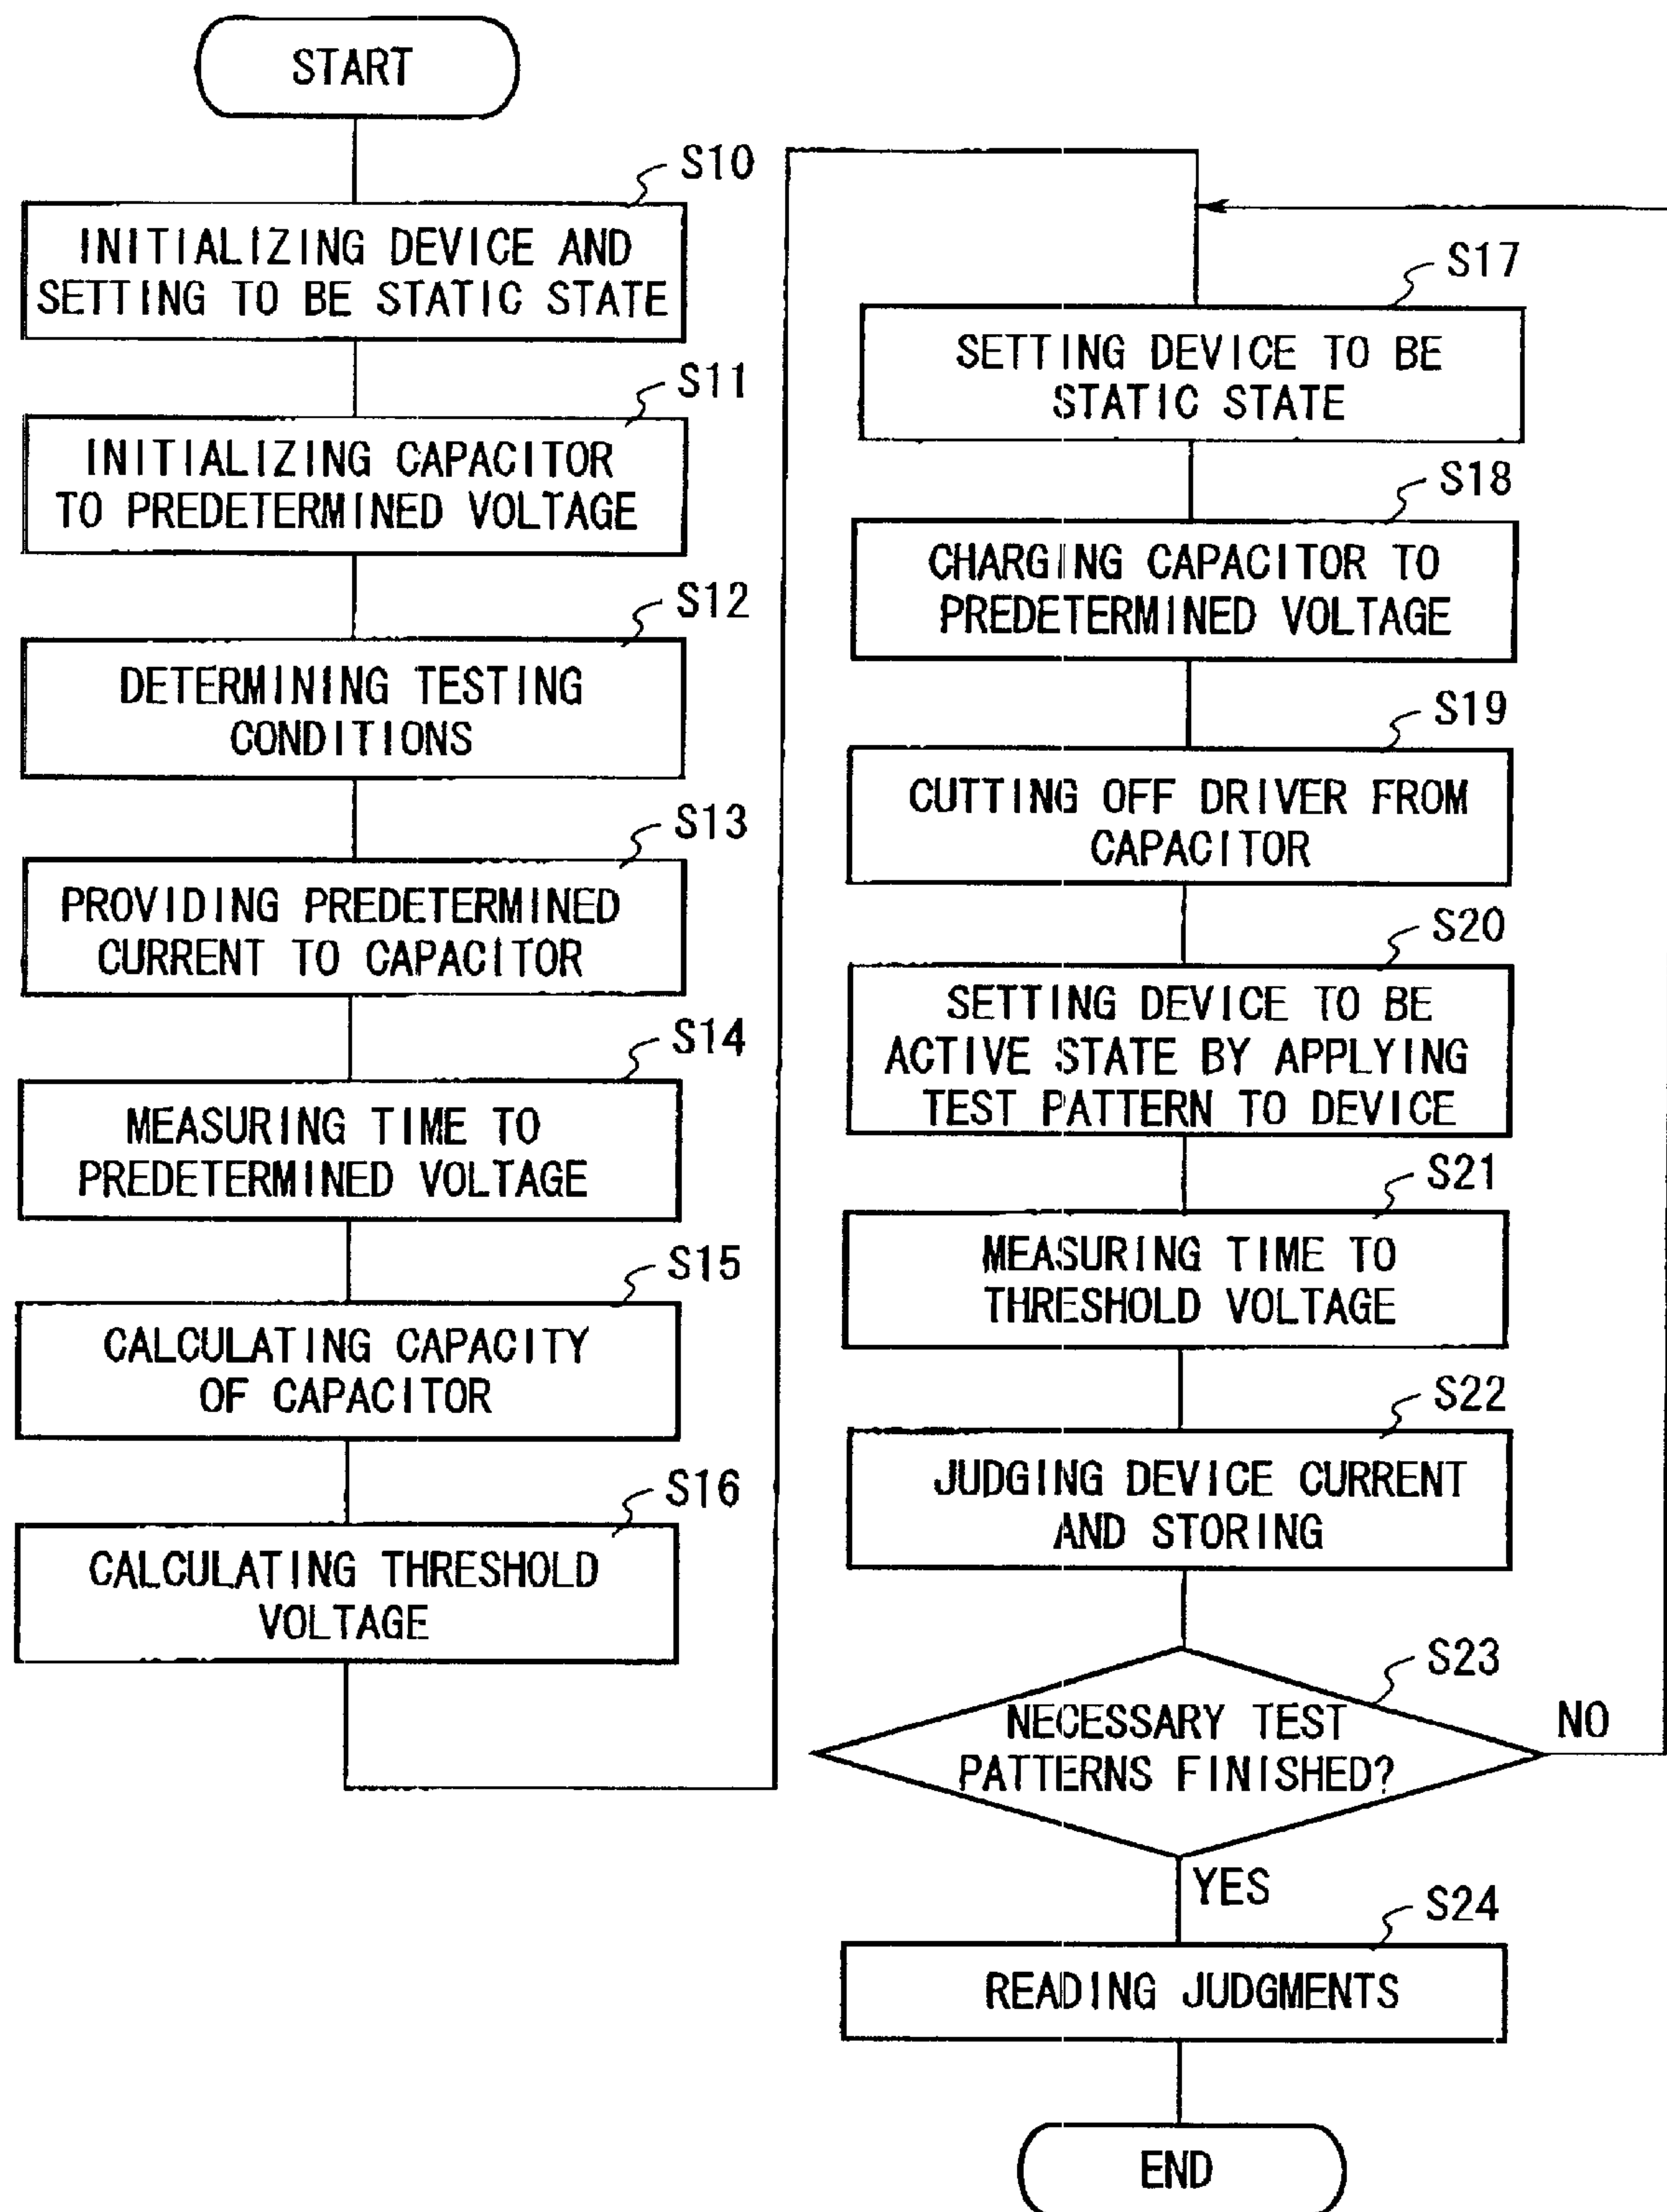 START
S10
INITIALIZING DEVICE AND
SETTING TO BE STATIC STATE
S11
INITIALIZING CAPACITOR
TO PREDETERMINED VOLTAGE
S12
DETERMINING TESTING
CONDITIONS
S13
PROVIDING PREDETERMINED
CURRENT TO CAPACITOR
S14
MEASURING TIME TO
PREDETERMINED VOLTAGE
S15
CALCULATING CAPACITY
OF CAPACITOR
S16
CALCULATING THRESHOLD
VOLTAGE
S17
SETTING DEVICE TO BE
STATIC STATE
S18
CHARGING CAPACITOR TO
PREDETERMINED VOLTAGE
S19
CUTTING OFF DRIVER FROM
CAPACITOR
S20
SETTING DEVICE TO BE
ACTIVE STATE BY APPLYING
TEST PATTERN TO DEVICE
S21
MEASURING TIME TO
THRESHOLD VOLTAGE
S22
JUDGING DEVICE CURRENT
AND STORING
S23
NECESSARY TEST
PATTERNS FINISHED?
NO
YES
S24
READING JUDGMENTS
END